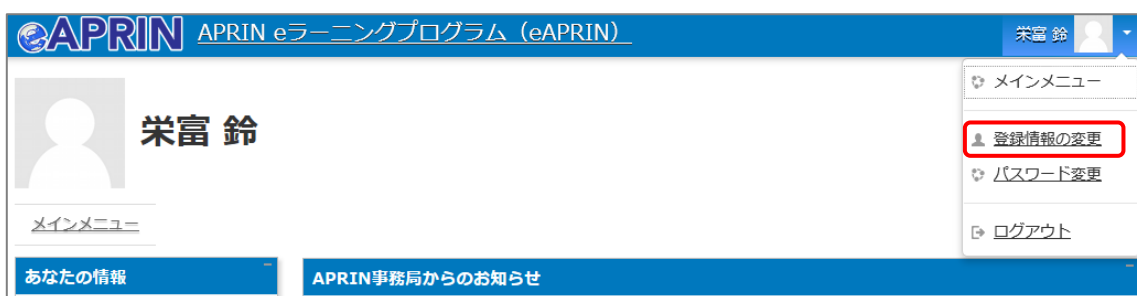 eAPRIN APRIN eラーニングプログラム（eAPRIN） 栄富 鈴
メインメニュー
登録情報の変更
パスワード変更
ログアウト
栄富 鈴
メインメニュー
あなたの情報
APRIN事務局からのお知らせ